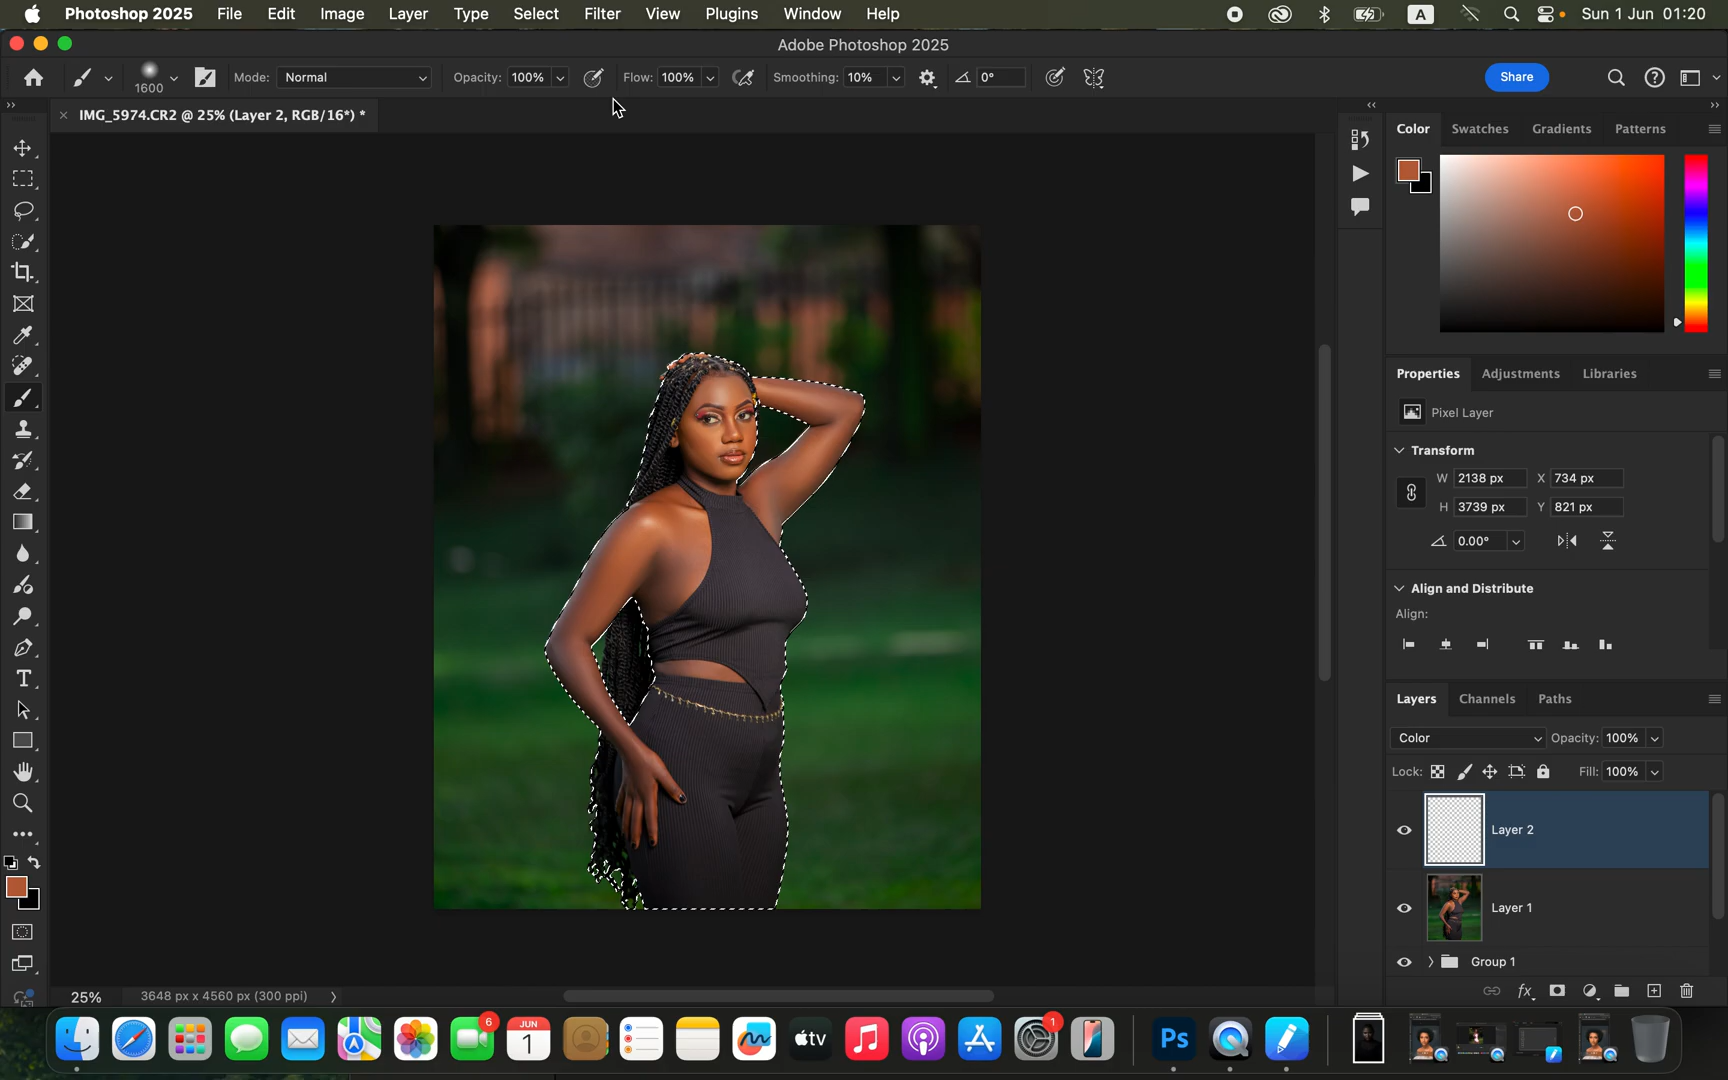 Photoshop 2025 File Edit Image Layer Type Select Filter View Plugins Window Help A Sun 1 Jun 01:20
Adobe Photoshop 2025
1600 Mode: Normal Opacity: 100% Flow: 100% Smoothing: 10% 0° Share
IMG_5974.CR2 @ 25% (Layer 2, RGB/16*) *
Color Swatches Gradients Patterns
Properties Adjustments Libraries
Pixel Layer
Transform
W 2138 px X 734 px
H 3739 px Y 821 px
0.00°
Align and Distribute
Align:
Layers Channels Paths
Color Opacity: 100%
Lock: Fill: 100%
Layer 2
Layer 1
Group 1
fx
25% 3648 px x 4560 px (300 ppi)
6
JUN
1
tv
1
Ps